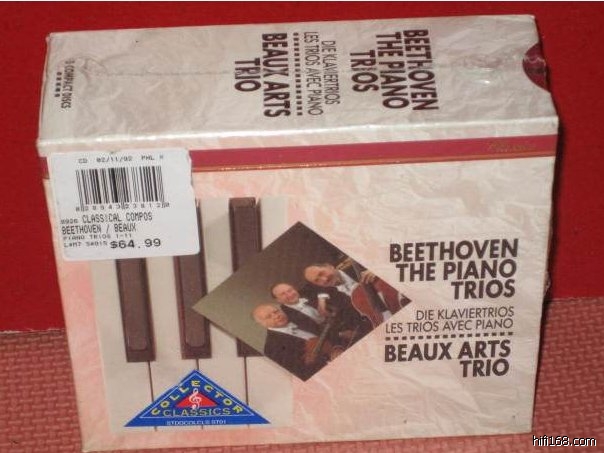 BEETHOVEN
THE PIANO
TRIOS
DIE KLAVIERTRIOS
LES TRIOS AVEC PIANO
BEAUX ARTS
TRIO
COMPACT DISCS
CD 02/11/92 PHL
CLASSICAL COMPOS
BEETHOVEN / BEAUX
PIANO TRIOS 1-11
$64.99
BEETHOVEN
THE PIANO
TRIOS
DIE KLAVIERTRIOS
LES TRIOS AVEC PIANO
BEAUX ARTS
TRIO
COLLECTOR
CLASSICS
hifi168.com